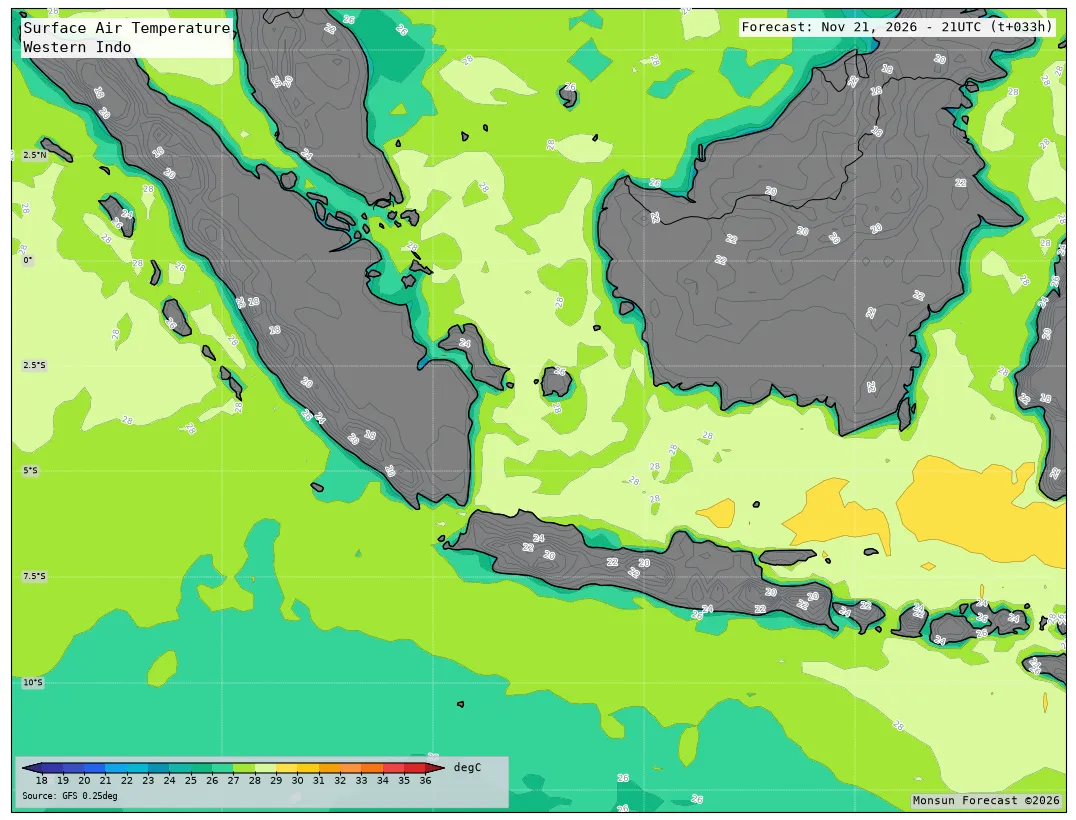 Surface Air Temperature
Western Indo
Forecast: Nov 21, 2026 - 21UTC (t+033h)
2.5°N
0°
2.5°S
5°S
7.5°S
10°S
18 19 20 21 22 23 24 25 26 27 28 29 30 31 32 33 34 35 36
degC
Source: GFS 0.25deg
Monsun Forecast ©2026